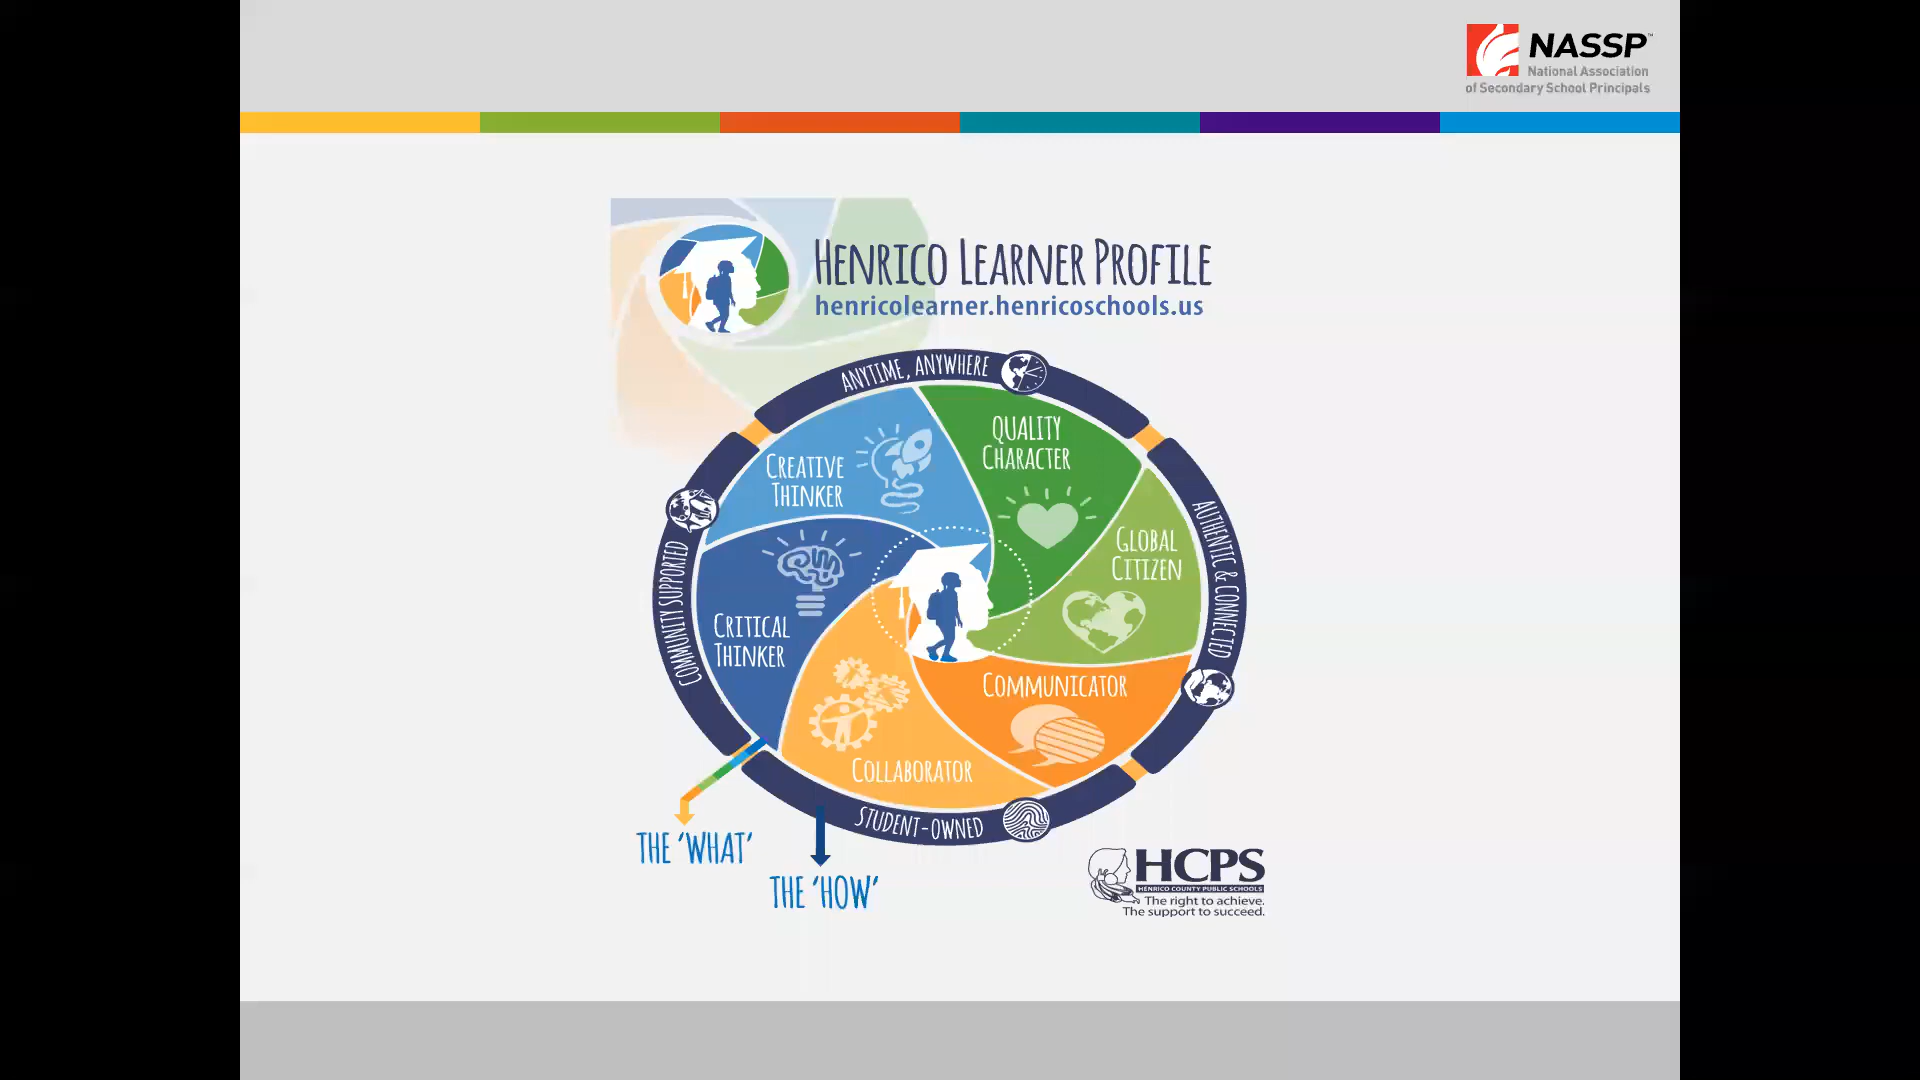 NASSP™
National Association
of Secondary School Principals
HENRICO LEARNER PROFILE
henricolearner.henricoschools.us
ANYTIME, ANYWHERE
QUALITY
CHARACTER
CREATIVE
THINKER
GLOBAL
CITIZEN
AUTHENTIC & CONNECTED
COMMUNITY SUPPORTED
CRITICAL
THINKER
COMMUNICATOR
COLLABORATOR
STUDENT-OWNED
THE 'WHAT'
THE 'HOW'
HCPS
HENRICO COUNTY PUBLIC SCHOOLS
The right to achieve.
The support to succeed.